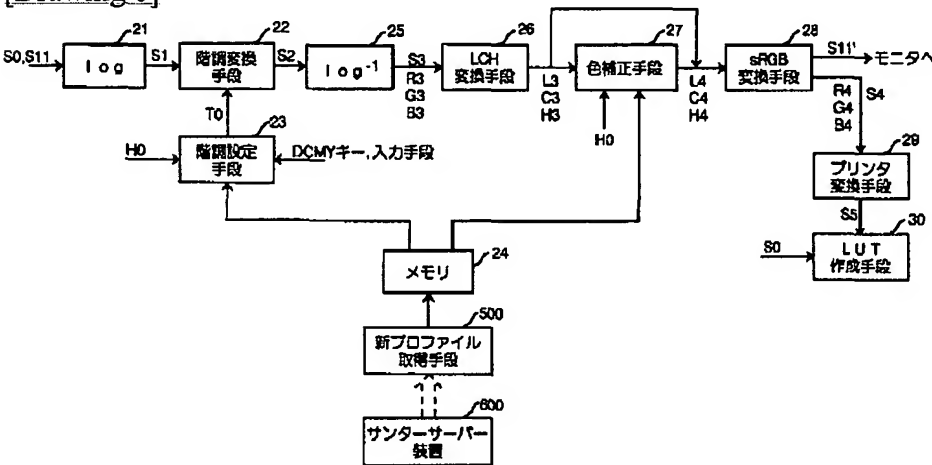 21
22
25
26
27
28
S0,S11
log
S1
階調変換
手段
S2
log-1
S3
R3
G3
B3
LCH
変換手段
L3
C3
H3
色補正手段
L4
C4
H4
sRGB
変換手段
S11'
モニタへ
R4
G4
B4
S4
T0
23
H0
階調設定
手段
DCMYキー,入力手段
H0
29
プリンタ
変換手段
S5
30
S0
LUT
作成手段
24
メモリ
500
新プロファイル
取得手段
600
サンターサーバー
装置